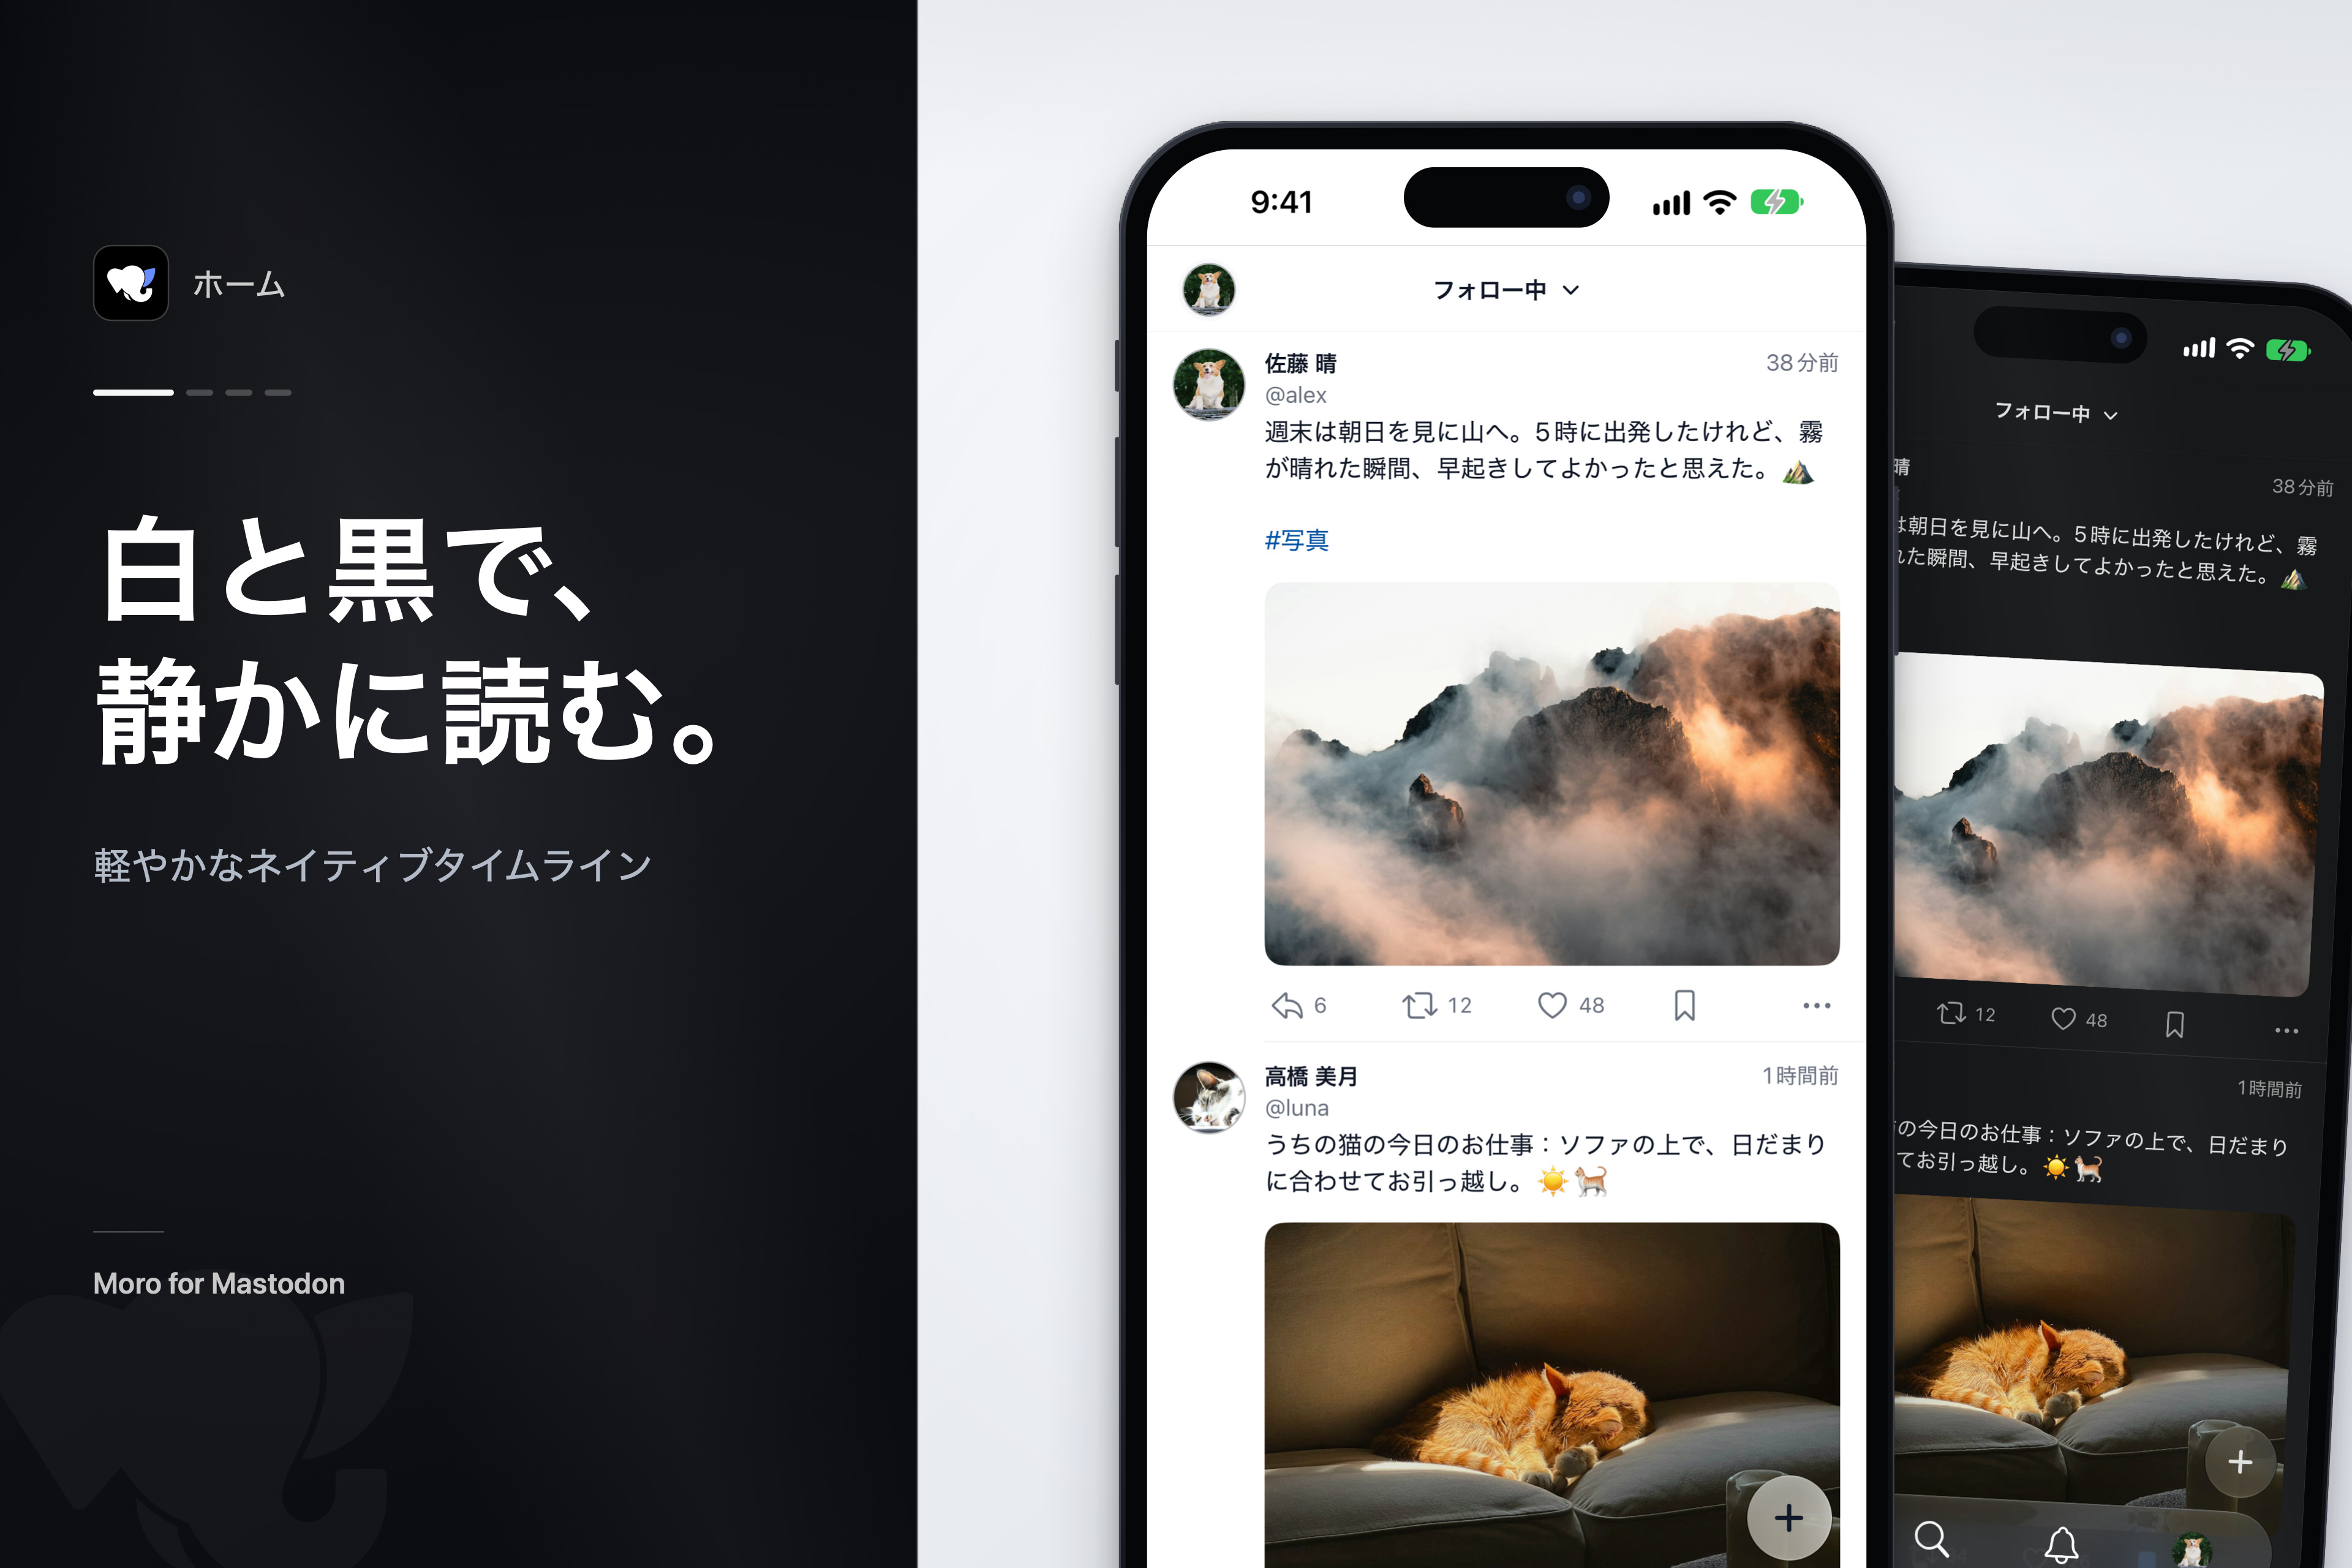 ホーム
白と黒で、
静かに読む。
軽やかなネイティブタイムライン
Moro for Mastodon
9:41
フォロー中
佐藤 晴
38分前
@alex
週末は朝日を見に山へ。5時に出発したけれど、霧
が晴れた瞬間、早起きしてよかったと思えた。
#写真
6 12 48
高橋 美月
1時間前
@luna
うちの猫の今日のお仕事：ソファの上で、日だまり
に合わせてお引っ越し。
フォロー中
晴
38分前
朝日を見に山へ。5時に出発したけれど、霧
た瞬間、早起きしてよかったと思えた。
12 48
1時間前
の今日のお仕事：ソファの上で、日だまり
てお引っ越し。